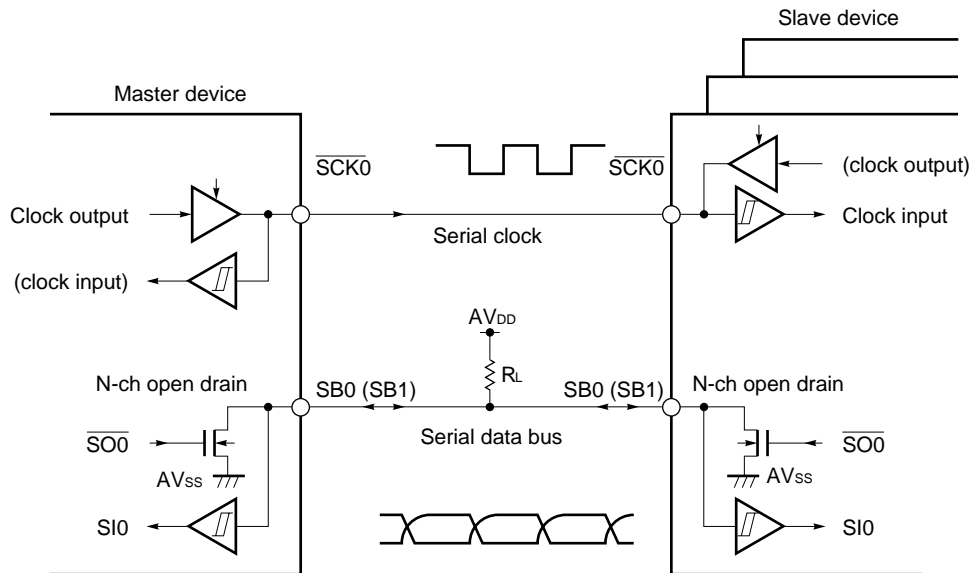 Slave device
Master device
SCK0
SCK0
(clock output)
Clock output
Serial clock
Clock input
(clock input)
AVDD
RL
N-ch open drain
SB0 (SB1)
SB0 (SB1)
N-ch open drain
SO0
Serial data bus
SO0
AVSS
AVSS
SI0
SI0